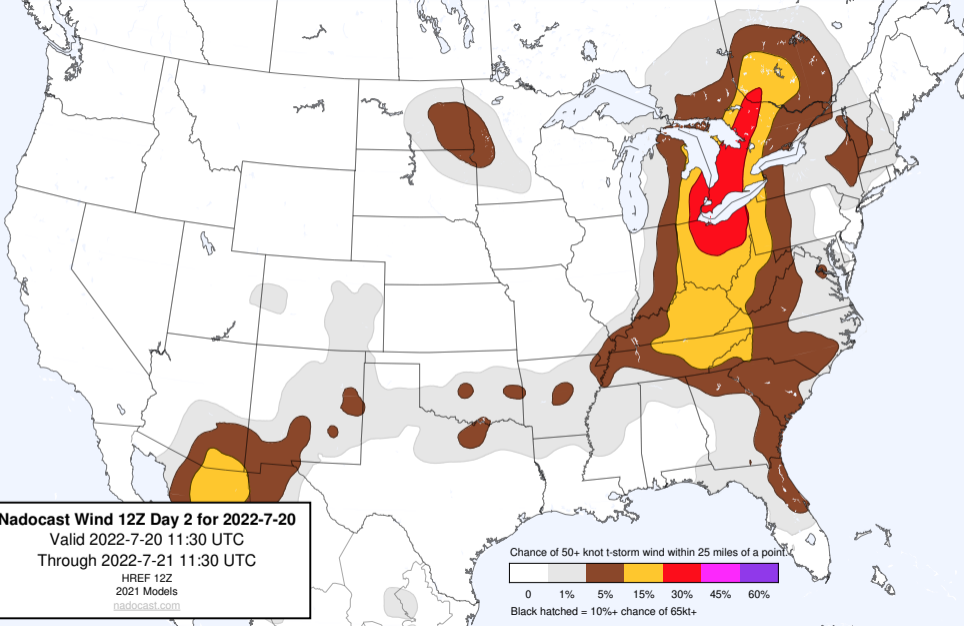 Nadocast Wind 12Z Day 2 for 2022-7-20
Valid 2022-7-20 11:30 UTC
Through 2022-7-21 11:30 UTC
HREF 12Z
2021 Models
nadocast.com
Chance of 50+ knot t-storm wind within 25 miles of a point.
0 1% 5% 15% 30% 45% 60%
Black hatched = 10%+ chance of 65kt+